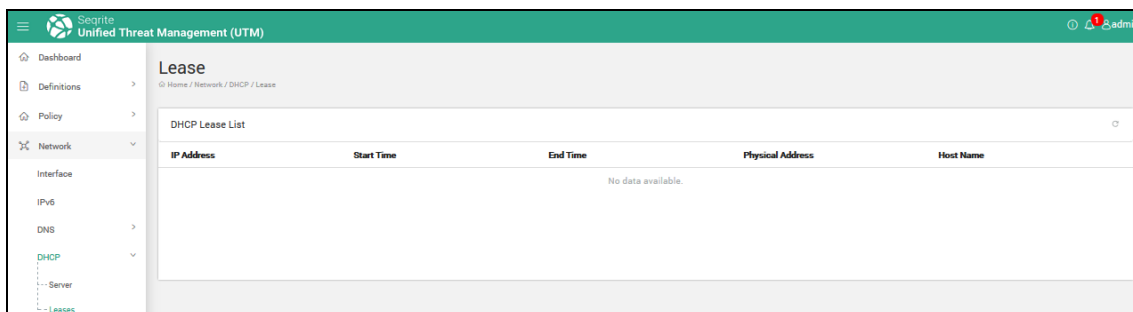 Seqrite
Unified Threat Management (UTM)
1
admi
Dashboard
Definitions
Policy
Network
Interface
IPv6
DNS
DHCP
Server
Leases
Lease
Home / Network / DHCP / Lease
DHCP Lease List
IP Address Start Time End Time Physical Address Host Name
No data available.